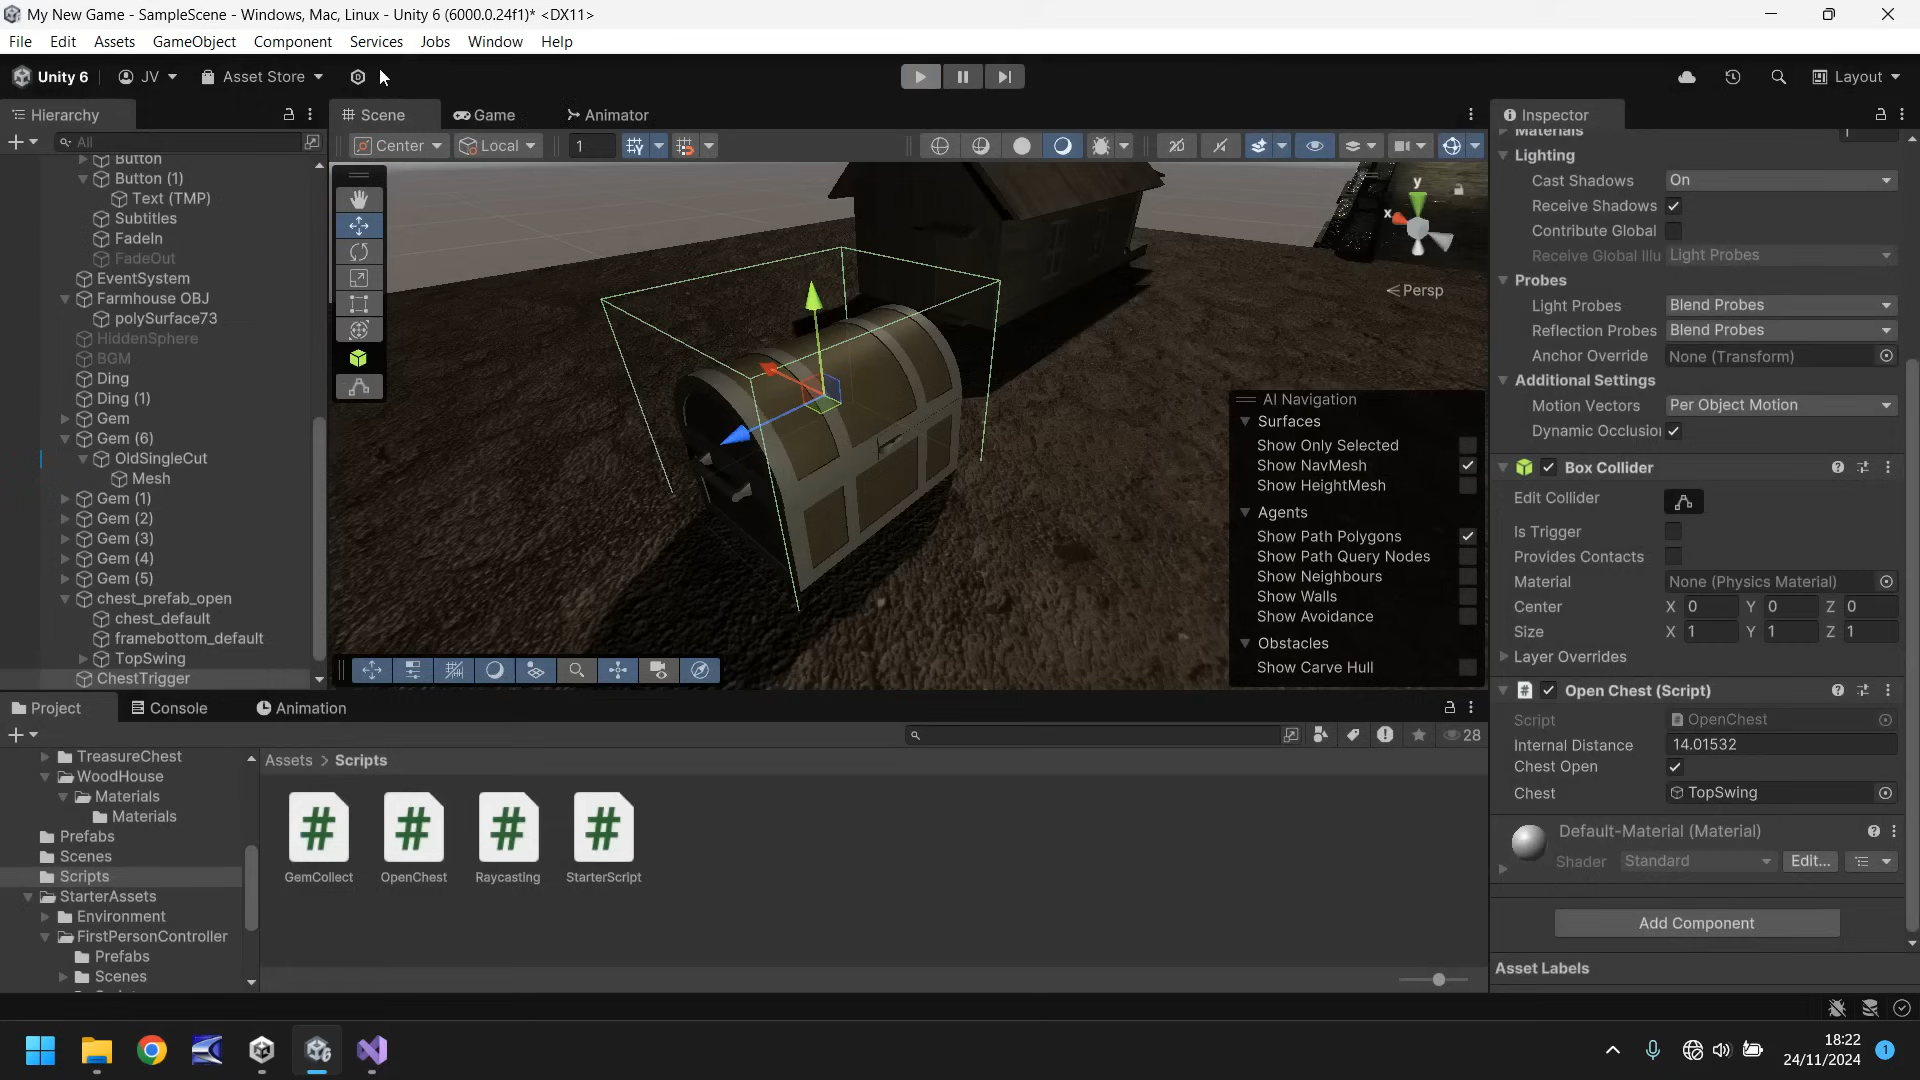 My New Game - SampleScene - Windows, Mac, Linux - Unity 6 (6000.0.24f1)* <DX11>
File Edit Assets GameObject Component Services Jobs Window Help
Unity 6 JV Asset Store Layout
Hierarchy
All
Button
Button (1)
Text (TMP)
Subtitles
FadeIn
FadeOut
EventSystem
Farmhouse OBJ
polySurface73
HiddenSphere
BGM
Ding
Ding (1)
Gem
Gem (6)
OldSingleCut
Mesh
Gem (1)
Gem (2)
Gem (3)
Gem (4)
Gem (5)
chest_prefab_open
chest_default
framebottom_default
TopSwing
ChestTrigger
Scene Game Animator
Center Local 1
y
x
Persp
AI Navigation
Surfaces
Show Only Selected
Show NavMesh
Show HeightMesh
Agents
Show Path Polygons
Show Path Query Nodes
Show Neighbours
Show Walls
Show Avoidance
Obstacles
Show Carve Hull
Inspector
Materials 1
Lighting
Cast Shadows On
Receive Shadows
Contribute Global
Receive Global Illu Light Probes
Probes
Light Probes Blend Probes
Reflection Probes Blend Probes
Anchor Override None (Transform)
Additional Settings
Motion Vectors Per Object Motion
Dynamic Occlusio
Box Collider
Edit Collider
Is Trigger
Provides Contacts
Material None (Physics Material)
Center X 0 Y 0 Z 0
Size X 1 Y 1 Z 1
Layer Overrides
# Open Chest (Script)
Script OpenChest
Internal Distance 14.01532
Chest Open
Chest TopSwing
Default-Material (Material)
Shader Standard Edit...
Add Component
Asset Labels
Project Console Animation
28
TreasureChest
WoodHouse
Materials
Materials
Prefabs
Scenes
Scripts
StarterAssets
Environment
FirstPersonController
Prefabs
Scenes
Assets > Scripts
# # # #
GemCollect OpenChest Raycasting StarterScript
18:22
24/11/2024
1